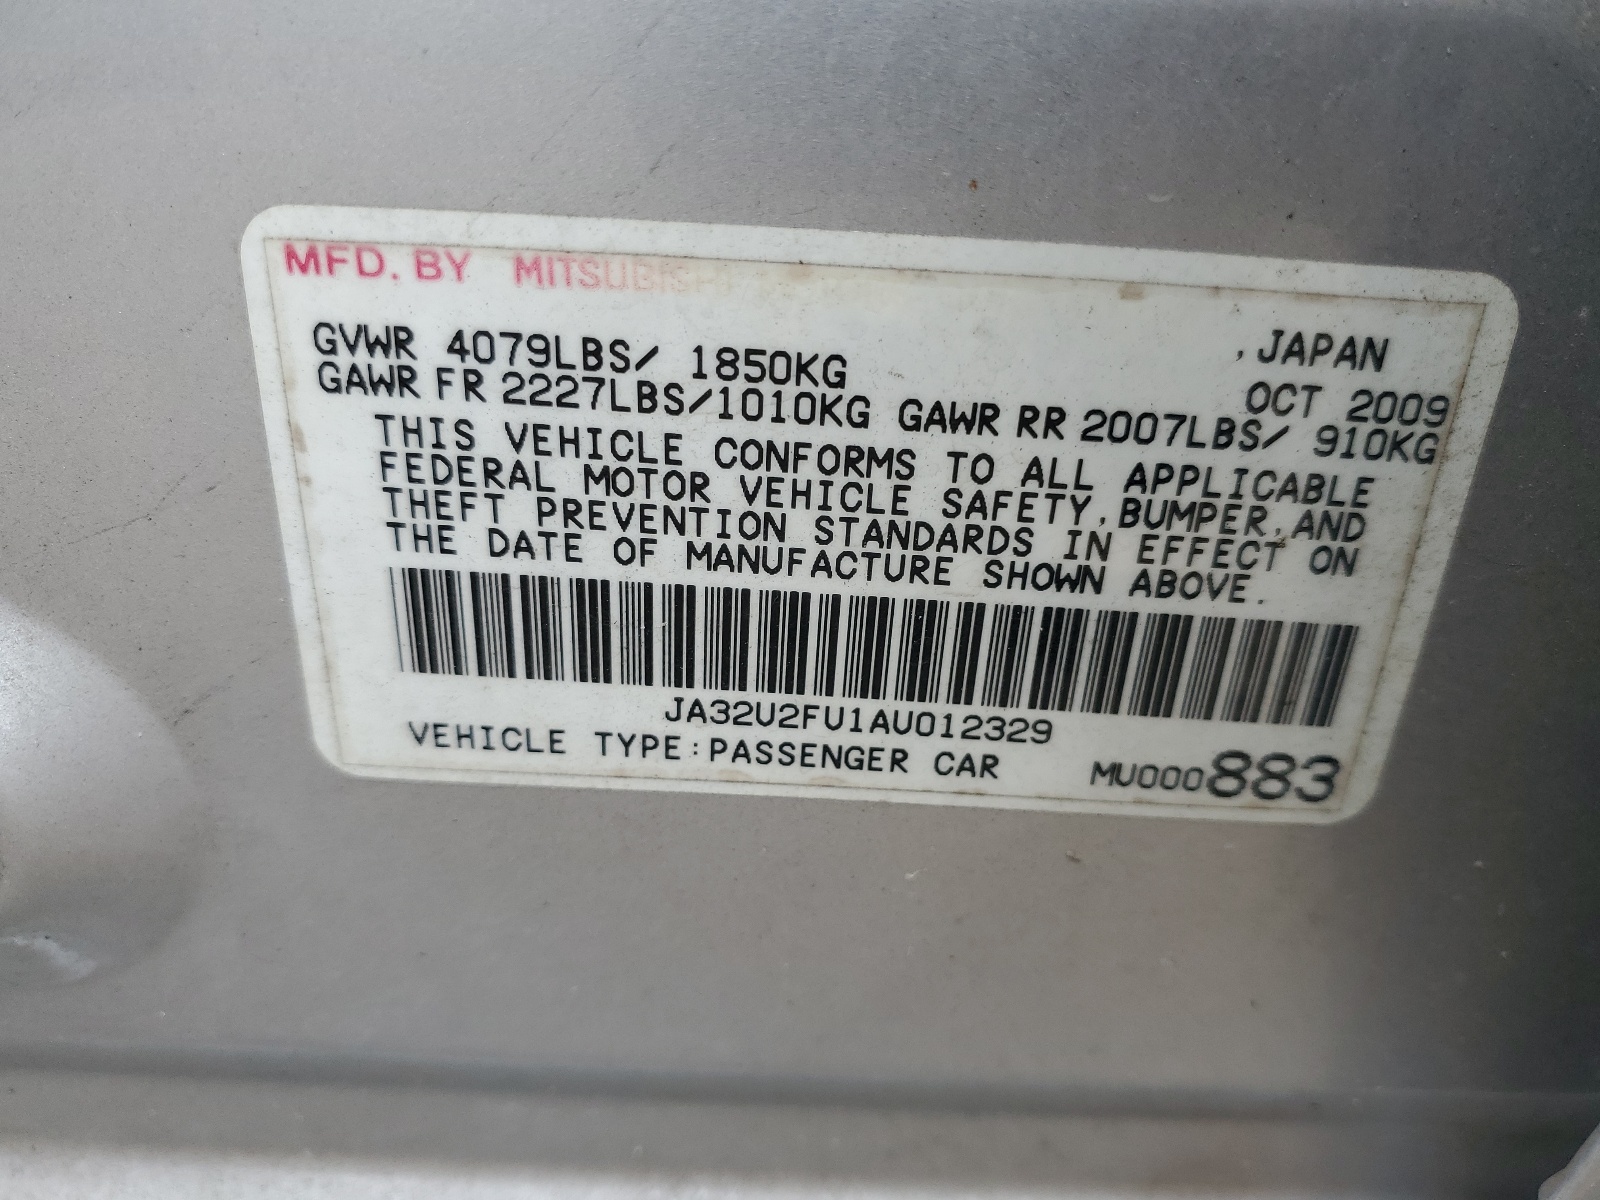 MFD. BY MITSUBISHI
GVWR 4079LBS/ 1850KG , JAPAN
OCT 2009
GAWR FR 2227LBS/1010KG GAWR RR 2007LBS/ 910KG
THIS VEHICLE CONFORMS TO ALL APPLICABLE
FEDERAL MOTOR VEHICLE SAFETY, BUMPER, AND
THEFT PREVENTION STANDARDS IN EFFECT ON
THE DATE OF MANUFACTURE SHOWN ABOVE.
JA32U2FU1AU012329
VEHICLE TYPE:PASSENGER CAR
MU000883